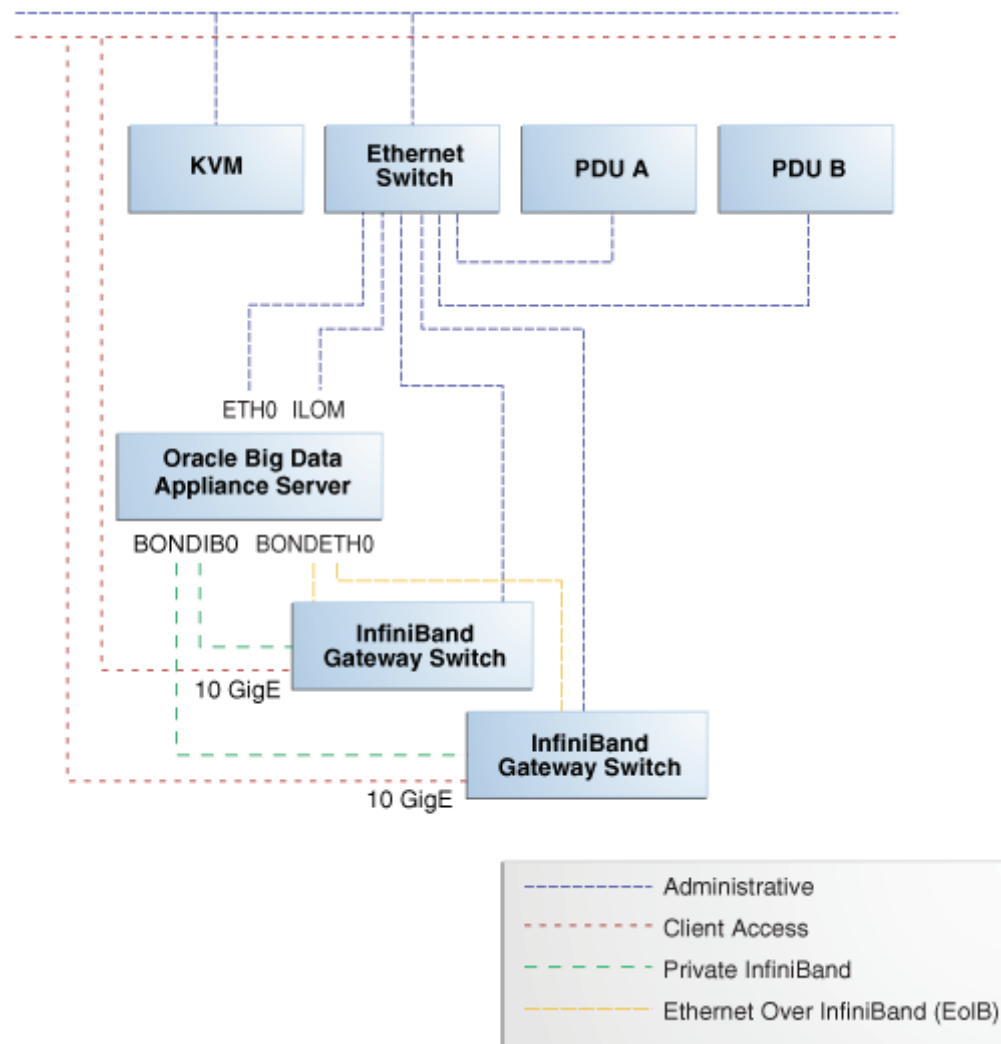 KVM
Ethernet
Switch
PDU A
PDU B
ETH0 ILOM
Oracle Big Data
Appliance Server
BONDIB0 BONDETH0
InfiniBand
Gateway Switch
10 GigE
InfiniBand
Gateway Switch
10 GigE
Administrative
Client Access
Private InfiniBand
Ethernet Over InfiniBand (EoIB)